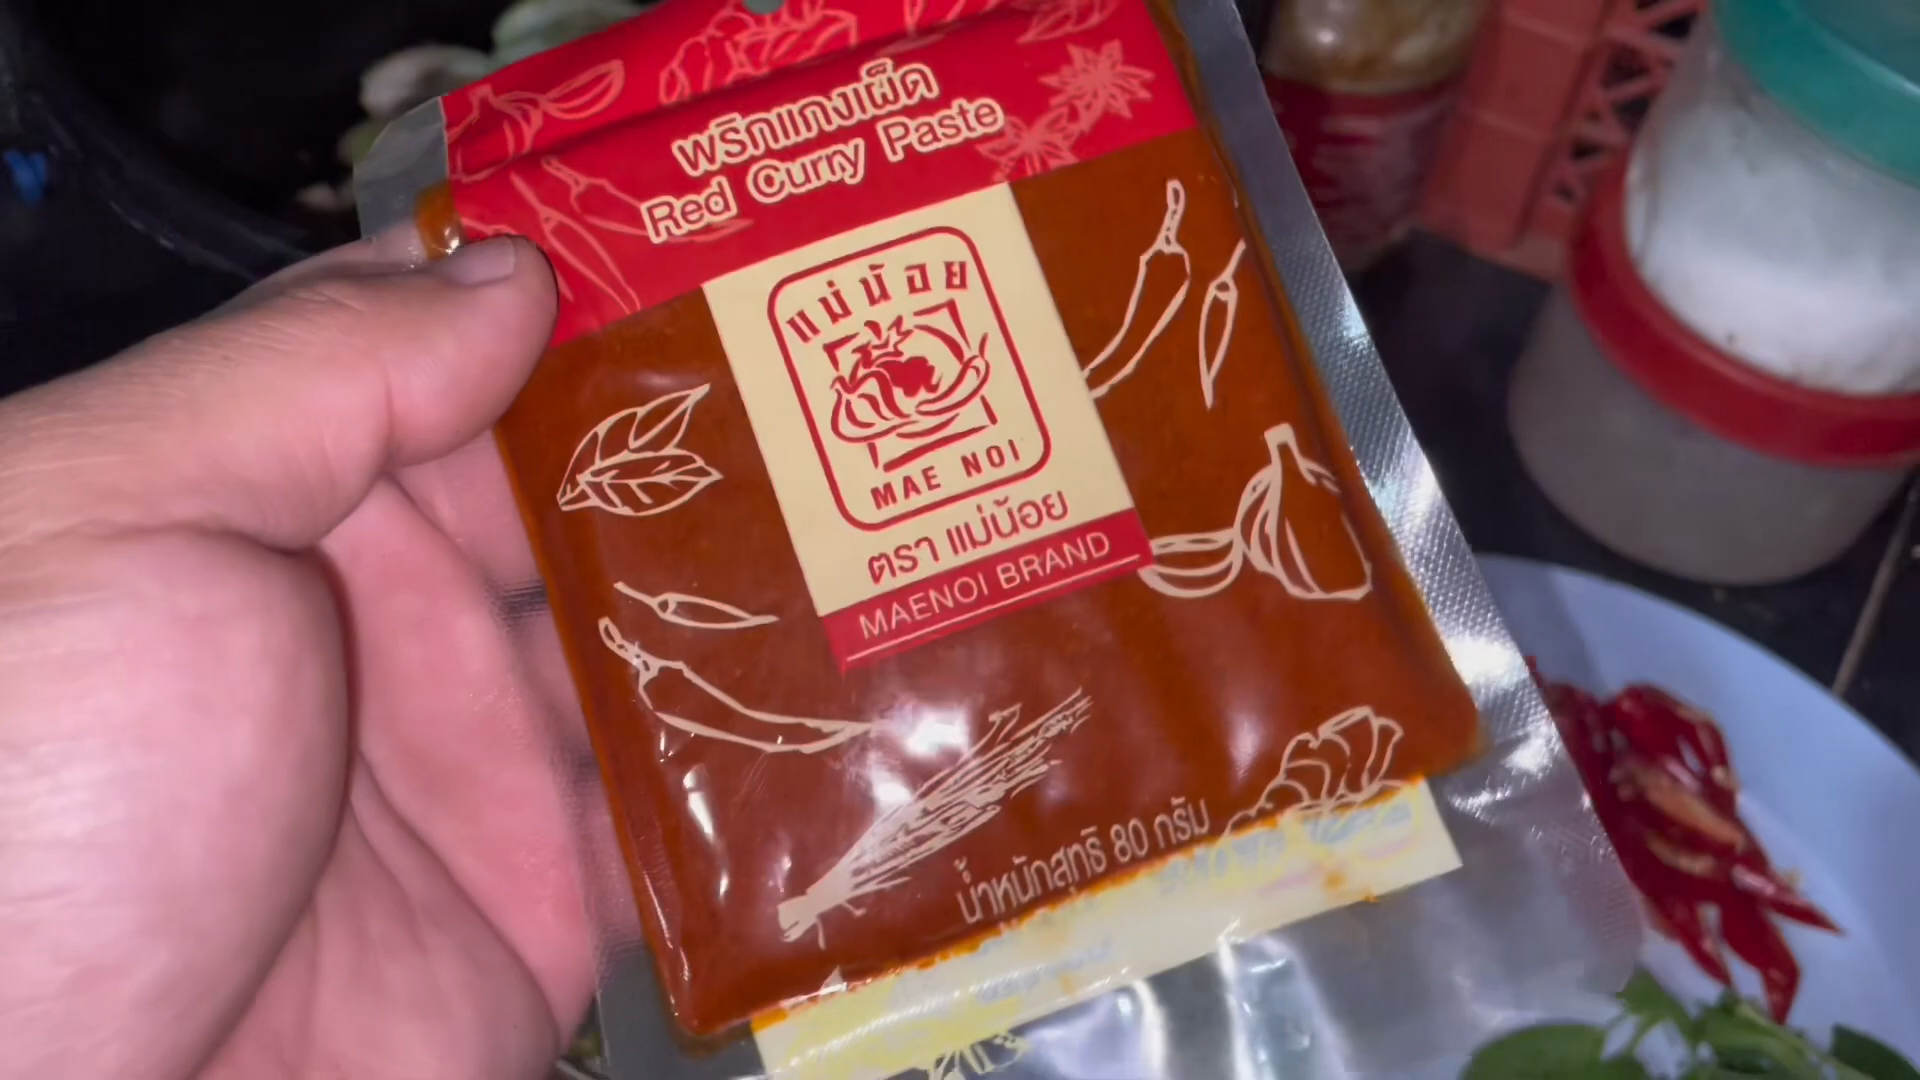 พริกแกงเผ็ด
Red Curry Paste
แม่น้อย
MAE NOI
ตรา แม่น้อย
MAENOI BRAND
น้ำหนักสุทธิ 80 กรัม